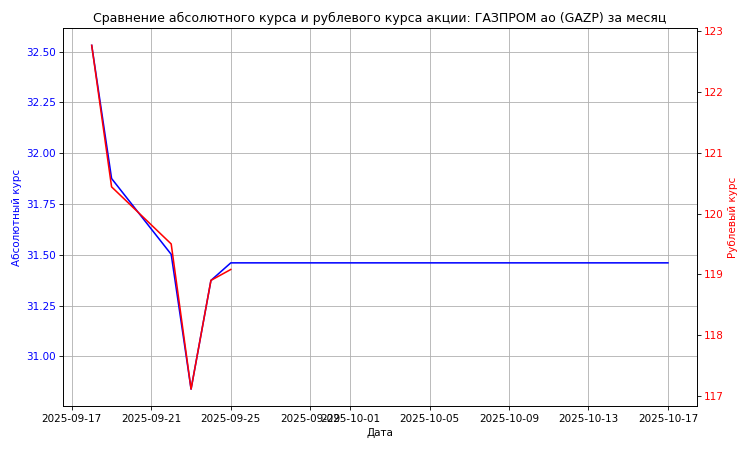 Сравнение абсолютного курса и рублевого курса акции: ГАЗПРОМ ао (GAZP) за месяц
32.50
32.25
32.00
31.75
31.50
31.25
31.00
Абсолютный курс
123
122
121
120
119
118
117
Рублевый курс
2025-09-17 2025-09-21 2025-09-25 2025-09-29 2025-10-01 2025-10-05 2025-10-09 2025-10-13 2025-10-17
Дата